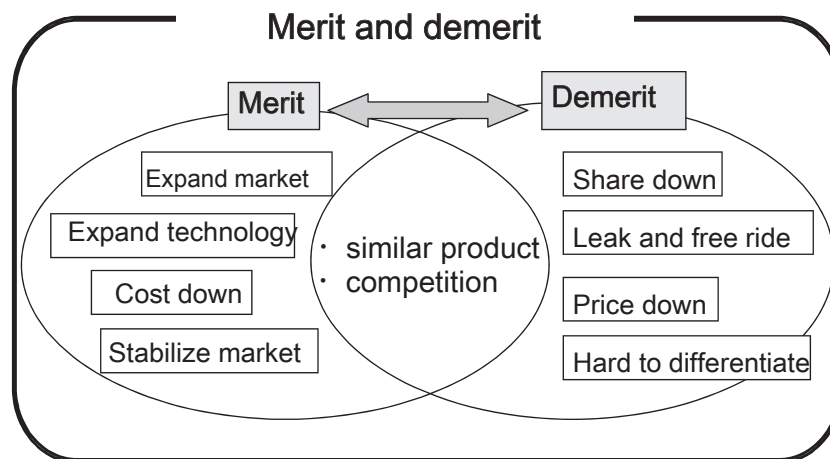 Merit and demerit
Merit
Demerit
Expand market
Expand technology
Cost down
Stabilize market
・ similar product
・ competition
Share down
Leak and free ride
Price down
Hard to differentiate